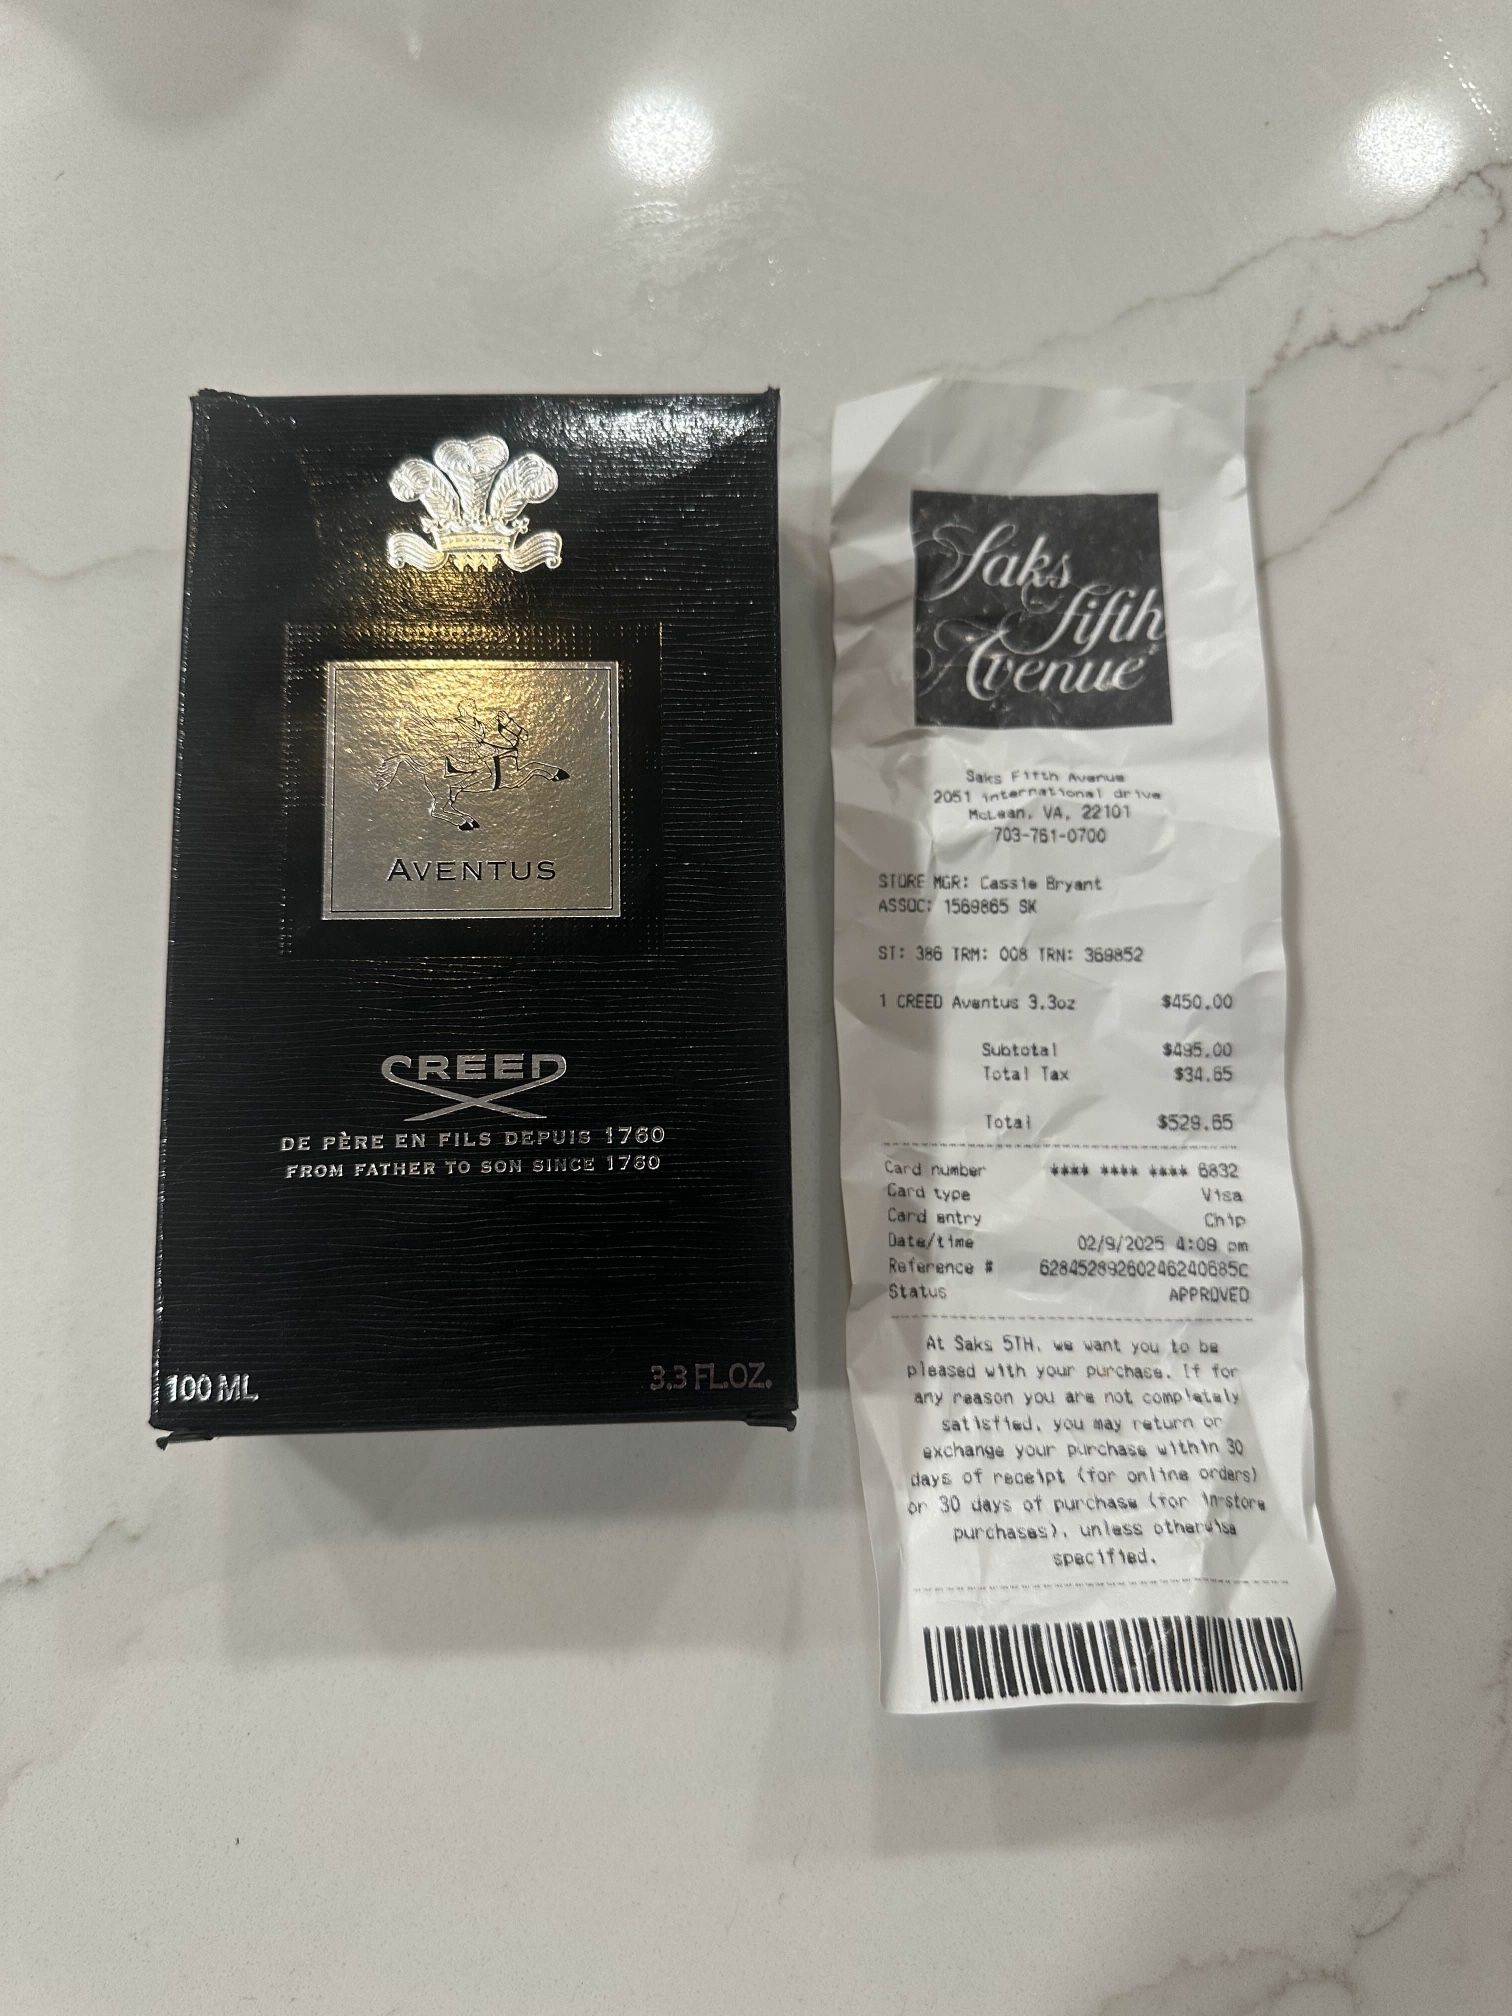 AVENTUS
CREED
DE PÈRE EN FILS DEPUIS 1760
FROM FATHER TO SON SINCE 1760
100 ML
3.3 FL.OZ.
Saks
fifth
Avenue
Saks Fifth Avenue
2051 international drive
McLean, VA, 22101
703-761-0700
STORE MGR: Cassie Bryant
ASSOC: 1569865 SK
ST: 386 TRM: 008 TRN: 369852
1 CREED Aventus 3.3oz $450.00
Subtotal $495.00
Total Tax $34.65
Total $529.65
Card number **** **** **** 6832
Card type Visa
Card entry Chip
Date/time 02/9/2025 4:09 pm
Reference # 62845289260246240685C
Status APPROVED
At Saks 5TH, we want you to be
pleased with your purchase. If for
any reason you are not completely
satisfied, you may return or
exchange your purchase within 30
days of receipt (for online orders)
or 30 days of purchase (for in-store
purchases), unless otherwise
specified.